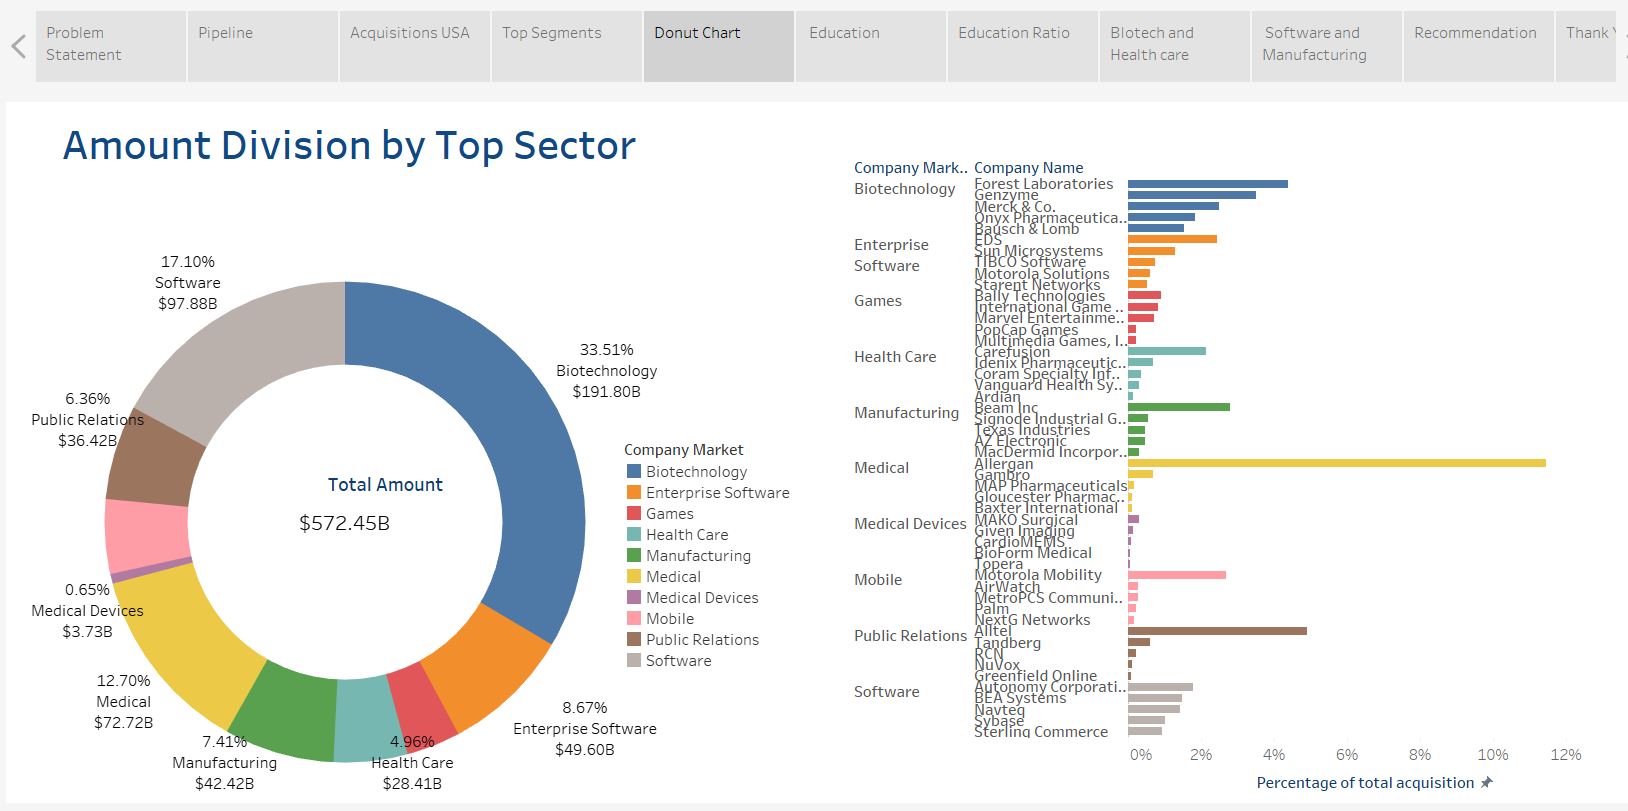 Problem
Statement
Pipeline
Acquisitions USA
Top Segments
Donut Chart
Education
Education Ratio
BIotech and
Health care
Software and
Manufacturing
Recommendation
Thank Y
Amount Division by Top Sector
17.10%
Software
$97.88B
33.51%
Biotechnology
$191.80B
6.36%
Public Relations
$36.42B
Total Amount
$572.45B
0.65%
Medical Devices
$3.73B
12.70%
Medical
$72.72B
7.41%
Manufacturing
$42.42B
4.96%
Health Care
$28.41B
8.67%
Enterprise Software
$49.60B
Company Market
Biotechnology
Enterprise Software
Games
Health Care
Manufacturing
Medical
Medical Devices
Mobile
Public Relations
Software
Company Mark.. Company Name
Biotechnology
Forest Laboratories
Genzyme
Merck & Co.
Onyx Pharmaceutica..
Bausch & Lomb
Enterprise
Software
EDS
Sun Microsystems
TIBCO Software
Motorola Solutions
Starent Networks
Games
Bally Technologies
International Game ..
Marvel Entertainme..
PopCap Games
Multimedia Games, I..
Health Care
Carefusion
Idenix Pharmaceutic..
Coram Specialty Inf..
Vanguard Health Sy..
Ardian
Manufacturing
Beam Inc
Signode Industrial G..
Texas Industries
AZ Electronic
MacDermid Incorpor..
Medical
Allergan
Gambro
MAP Pharmaceuticals
Gloucester Pharmac..
Baxter International
Medical Devices
MAKO Surgical
Given Imaging
CardioMEMS
BioForm Medical
Topera
Mobile
Motorola Mobility
AirWatch
MetroPCS Communi..
Palm
NextG Networks
Public Relations
Alltel
Tandberg
RCN
NuVox
Greenfield Online
Software
Autonomy Corporati..
BEA Systems
Navteq
Sybase
Sterling Commerce
0% 2% 4% 6% 8% 10% 12%
Percentage of total acquisition